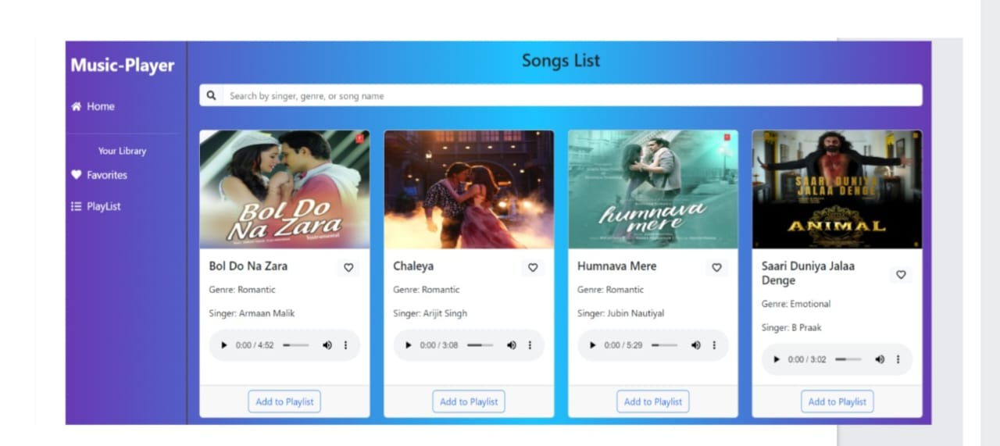 Music-Player
Home
Your Library
Favorites
PlayList
Songs List
Search by singer, genre, or song name
Bol Do
Na Zara
Instrumental
Bol Do Na Zara
Genre: Romantic
Singer: Armaan Malik
0:00 / 4:52
Add to Playlist
Chaleya
Genre: Romantic
Singer: Arijit Singh
0:00 / 3:08
Add to Playlist
humnava
mere
Humnava Mere
Genre: Romantic
Singer: Jubin Nautiyal
0:00 / 5:29
Add to Playlist
SAARI DUNIYA
JALAA DENGE
ANIMAL
Saari Duniya Jalaa
Denge
Genre: Emotional
Singer: B Praak
0:00 / 3:02
Add to Playlist